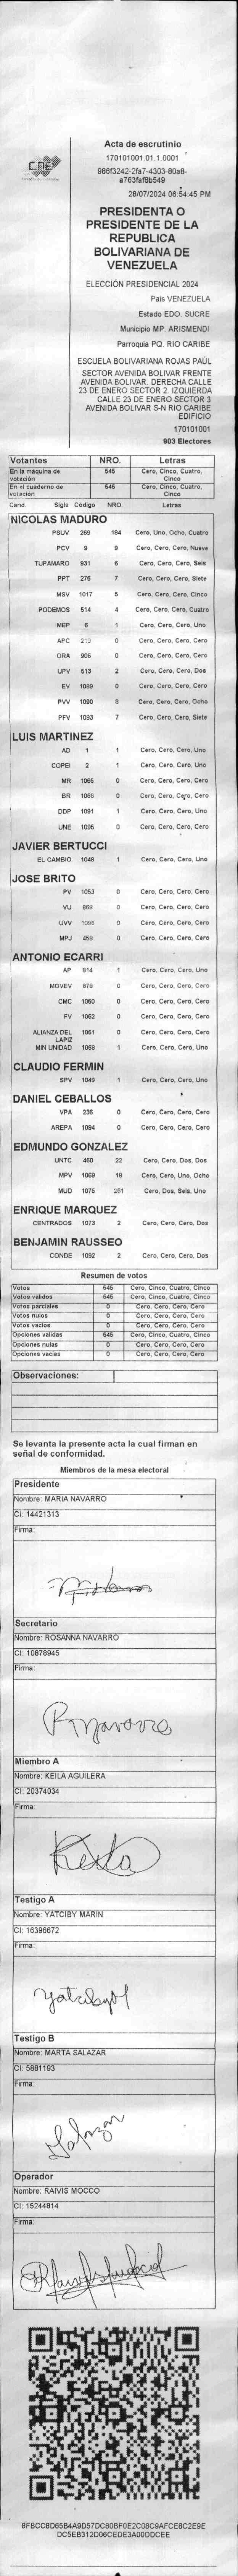 CNE
Acta de escrutinio
170101001.01.1.0001
986f3242-2fa7-4303-80a8-
a763faf8b549
28/07/2024 06:54:45 PM
PRESIDENTA O
PRESIDENTE DE LA
REPUBLICA
BOLIVARIANA DE
VENEZUELA
ELECCIÓN PRESIDENCIAL 2024
País VENEZUELA
Estado EDO. SUCRE
Municipio MP. ARISMENDI
Parroquia PQ. RIO CARIBE
ESCUELA BOLIVARIANA ROJAS PAÚL
SECTOR AVENIDA BOLIVAR FRENTE
AVENIDA BOLIVAR. DERECHA CALLE
23 DE ENERO SECTOR 2. IZQUIERDA
CALLE 23 DE ENERO SECTOR 3
AVENIDA BOLIVAR S-N RIO CARIBE
EDIFICIO
170101001
903 Electores
Votantes NRO. Letras
En la máquina de votación 545 Cero, Cinco, Cuatro, Cinco
En el cuaderno de votación 545 Cero, Cinco, Cuatro, Cinco
Cand. Sigla Código NRO. Letras
NICOLAS MADURO
PSUV 269 184 Cero, Uno, Ocho, Cuatro
PCV 9 9 Cero, Cero, Cero, Nueve
TUPAMARO 931 6 Cero, Cero, Cero, Seis
PPT 276 7 Cero, Cero, Cero, Siete
MSV 1017 5 Cero, Cero, Cero, Cinco
PODEMOS 514 4 Cero, Cero, Cero, Cuatro
MEP 6 1 Cero, Cero, Cero, Uno
APC 213 0 Cero, Cero, Cero, Cero
ORA 906 0 Cero, Cero, Cero, Cero
UPV 513 2 Cero, Cero, Cero, Dos
EV 1089 0 Cero, Cero, Cero, Cero
PVV 1090 8 Cero, Cero, Cero, Ocho
PFV 1093 7 Cero, Cero, Cero, Siete
LUIS MARTINEZ
AD 1 1 Cero, Cero, Cero, Uno
COPEI 2 1 Cero, Cero, Cero, Uno
MR 1065 0 Cero, Cero, Cero, Cero
BR 1066 0 Cero, Cero, Cero, Cero
DDP 1091 1 Cero, Cero, Cero, Uno
UNE 1095 0 Cero, Cero, Cero, Cero
JAVIER BERTUCCI
EL CAMBIO 1048 1 Cero, Cero, Cero, Uno
JOSE BRITO
PV 1053 0 Cero, Cero, Cero, Cero
VU 868 0 Cero, Cero, Cero, Cero
UVV 1096 0 Cero, Cero, Cero, Cero
MPJ 459 0 Cero, Cero, Cero, Cero
ANTONIO ECARRI
AP 814 1 Cero, Cero, Cero, Uno
MOVEV 878 0 Cero, Cero, Cero, Cero
CMC 1060 0 Cero, Cero, Cero, Cero
FV 1062 0 Cero, Cero, Cero, Cero
ALIANZA DEL LAPIZ 1051 0 Cero, Cero, Cero, Cero
MIN UNIDAD 1058 1 Cero, Cero, Cero, Uno
CLAUDIO FERMIN
SPV 1049 1 Cero, Cero, Cero, Uno
DANIEL CEBALLOS
VPA 236 0 Cero, Cero, Cero, Cero
AREPA 1094 0 Cero, Cero, Cero, Cero
EDMUNDO GONZALEZ
UNTC 460 22 Cero, Cero, Dos, Dos
MPV 1069 18 Cero, Cero, Uno, Ocho
MUD 1075 261 Cero, Dos, Seis, Uno
ENRIQUE MARQUEZ
CENTRADOS 1073 2 Cero, Cero, Cero, Dos
BENJAMIN RAUSSEO
CONDE 1092 2 Cero, Cero, Cero, Dos
Resumen de votos
Votos 545 Cero, Cinco, Cuatro, Cinco
Votos validos 545 Cero, Cinco, Cuatro, Cinco
Votos parciales 0 Cero, Cero, Cero, Cero
Votos nulos 0 Cero, Cero, Cero, Cero
Votos vacios 0 Cero, Cero, Cero, Cero
Opciones validas 545 Cero, Cinco, Cuatro, Cinco
Opciones nulas 0 Cero, Cero, Cero, Cero
Opciones vacias 0 Cero, Cero, Cero, Cero
Observaciones:
Se levanta la presente acta la cual firman en
señal de conformidad.
Miembros de la mesa electoral
Presidente
Nombre: MARIA NAVARRO
CI: 14421313
Firma:
Secretario
Nombre: ROSANNA NAVARRO
CI: 10878945
Firma:
RNavarro
Miembro A
Nombre: KEILA AGUILERA
CI: 20374034
Firma:
Keila
Testigo A
Nombre: YATCIBY MARIN
CI: 16396672
Firma:
Testigo B
Nombre: MARTA SALAZAR
CI: 5881193
Firma:
Salazar
Operador
Nombre: RAIVIS MOCCO
CI: 15244814
Firma:
8FBCC8D65B4A9D57DC80BF0E2C08C9AFCE8C2E9E
DC5EB312D06CEDE3A00DDCEE